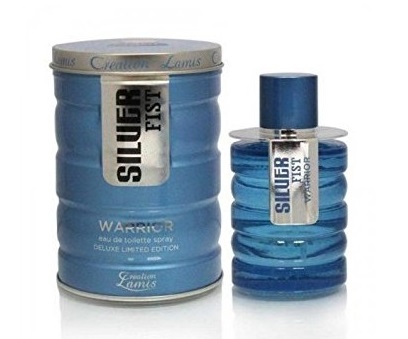 Creation Lamis
SILVER
FIST
WARRIOR
eau de toilette spray
DELUXE LIMITED EDITION
Creation
Lamis
SILVER
FIST
WARRIOR